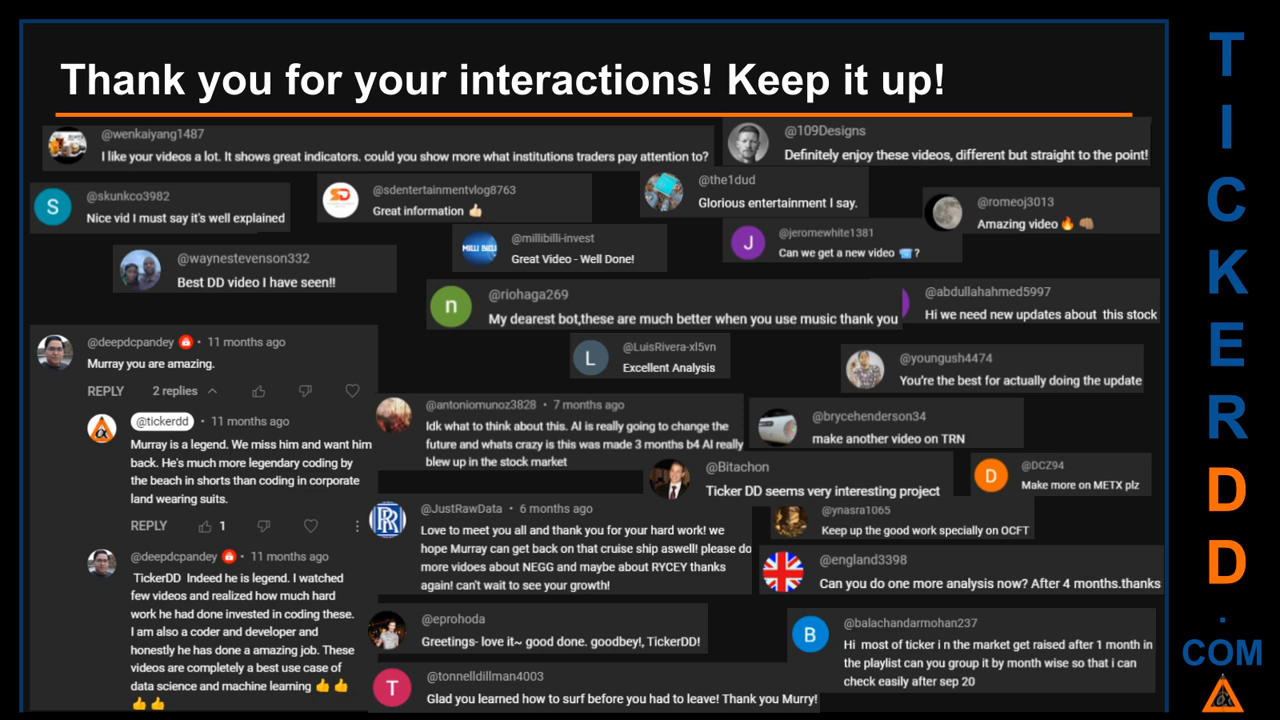 Thank you for your interactions! Keep it up!
@wenkaiyang1487
I like your videos a lot. It shows great indicators. could you show more what institutions traders pay attention to?
@109Designs
Definitely enjoy these videos, different but straight to the point!
@skunkco3982
Nice vid I must say it's well explained
@sdentertainmentvlog8763
Great information 👍🏻
@the1dud
Glorious entertainment I say.
@romeoj3013
Amazing video 🔥 👊🏽
@millibilli-invest
Great Video - Well Done!
@jeromewhite1381
Can we get a new video ?
@waynestevenson332
Best DD video I have seen!!
@riohaga269
My dearest bot,these are much better when you use music thank you
@abdullahahmed5997
Hi we need new updates about this stock
@LuisRivera-xl5vn
Excellent Analysis
@youngush4474
You're the best for actually doing the update
@deepdcpandey • 11 months ago
Murray you are amazing.
REPLY 2 replies
@tickerdd • 11 months ago
Murray is a legend. We miss him and want him
back. He's much more legendary coding by
the beach in shorts than coding in corporate
land wearing suits.
REPLY 1
@deepdcpandey • 11 months ago
TickerDD Indeed he is legend. I watched
few videos and realized how much hard
work he had done invested in coding these.
I am also a coder and developer and
honestly he has done a amazing job. These
videos are completely a best use case of
data science and machine learning 👍 👍
👍 👍
@antoniomunoz3828 • 7 months ago
Idk what to think about this. AI is really going to change the
future and whats crazy is this was made 3 months b4 AI really
blew up in the stock market
@brycehenderson34
make another video on TRN
@Bitachon
Ticker DD seems very interesting project
@DCZ94
Make more on METX plz
@JustRawData • 6 months ago
Love to meet you all and thank you for your hard work! we
hope Murray can get back on that cruise ship aswell! please do
more vidoes about NEGG and maybe about RYCEY thanks
again! can't wait to see your growth!
@ynasra1065
Keep up the good work specially on OCFT
@england3398
Can you do one more analysis now? After 4 months.thanks
@eprohoda
Greetings- love it~ good done. goodbey!, TickerDD!
@balachandarmohan237
Hi most of ticker i n the market get raised after 1 month in
the playlist can you group it by month wise so that i can
check easily after sep 20
@tonnelldillman4003
Glad you learned how to surf before you had to leave! Thank you Murry!
S
MILLI BILLI
J
n
L
D
B
T
TICKERDD
.
COM
α